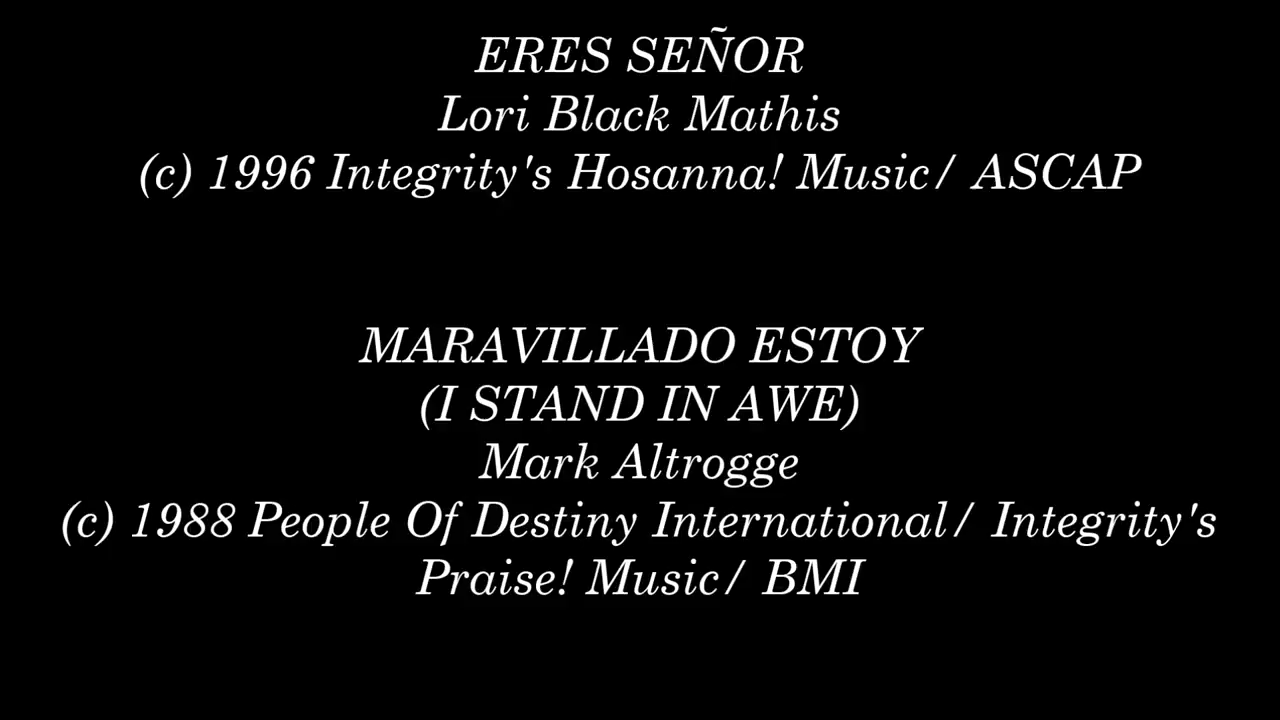 ERES SEÑOR
Lori Black Mathis
(c) 1996 Integrity's Hosanna! Music/ ASCAP
MARAVILLADO ESTOY
(I STAND IN AWE)
Mark Altrogge
(c) 1988 People Of Destiny International/ Integrity's
Praise! Music/ BMI